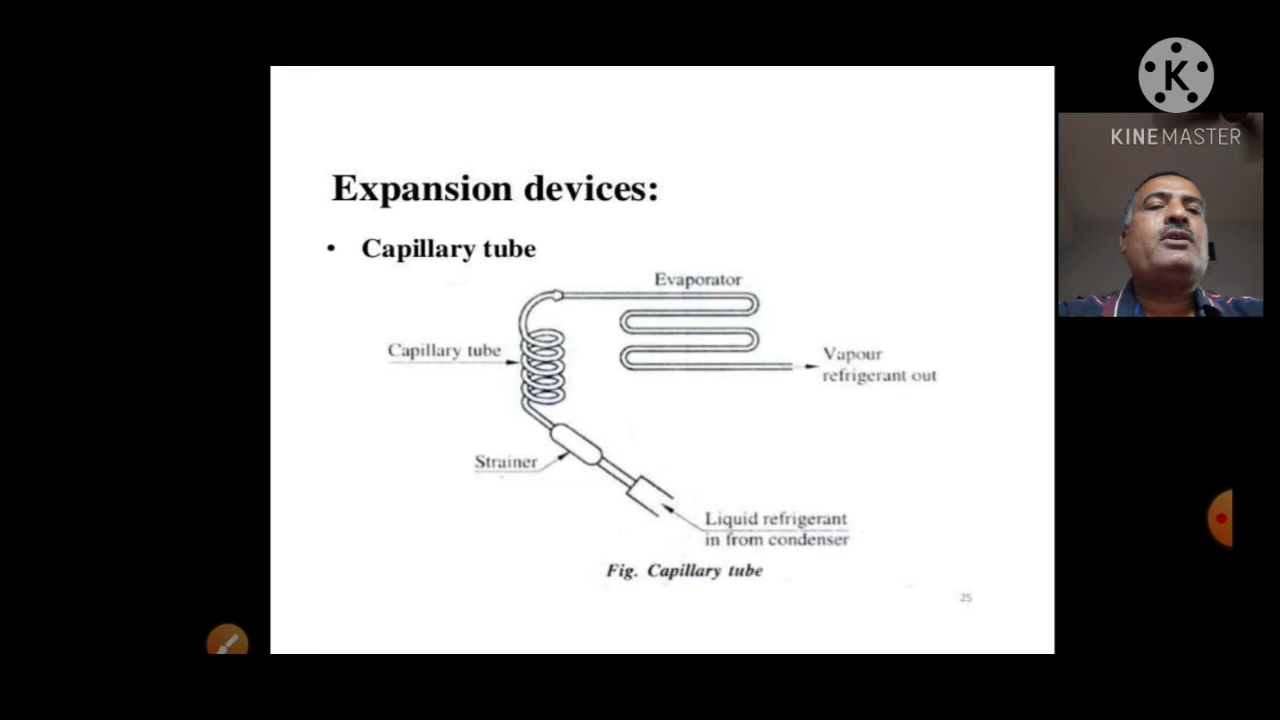 K
KINEMASTER
Expansion devices:
• Capillary tube
Evaporator
Capillary tube
Vapour
refrigerant out
Strainer
Liquid refrigerant
in from condenser
Fig. Capillary tube
25